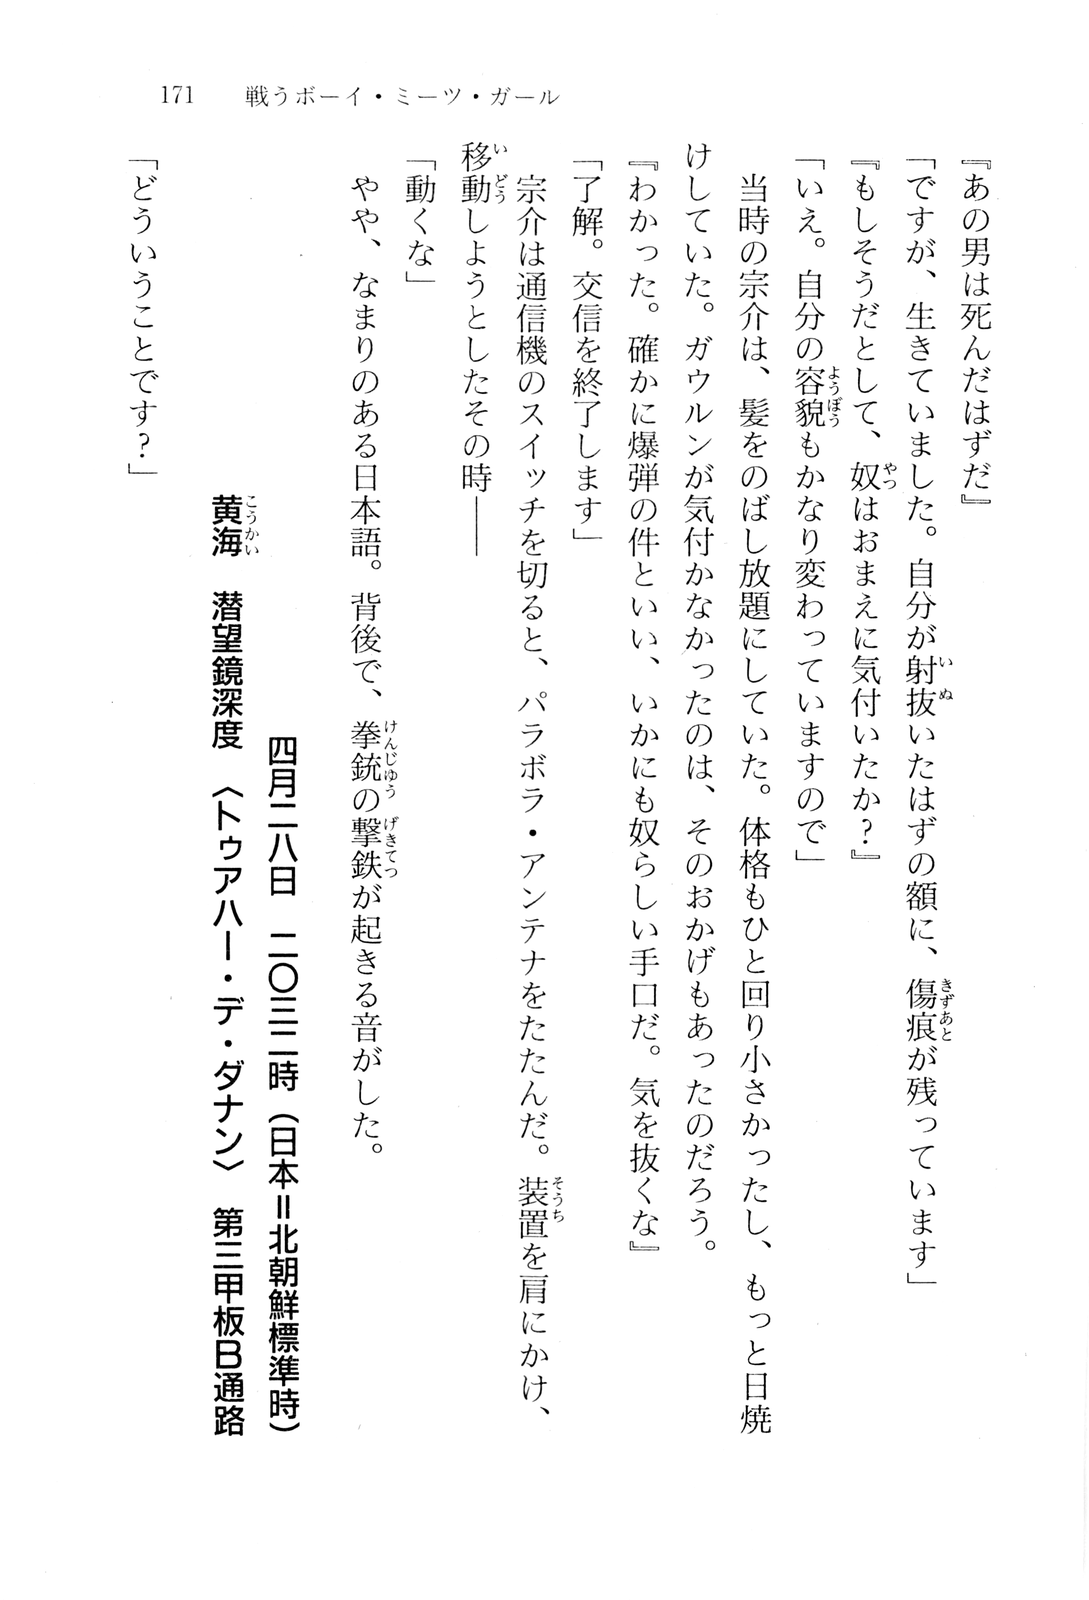 171　戦うボーイ・ミーツ・ガール
『あの男は死んだはずだ』
「ですが、生きていました。自分が射抜いたはずの額に、傷痕が残っています」
『もしそうだとして、奴はおまえに気付いたか？』
「いえ。自分の容貌もかなり変わっていますので」
　当時の宗介は、髪をのばし放題にしていた。体格もひと回り小さかったし、もっと日焼
けしていた。ガウルンが気付かなかったのは、そのおかげもあったのだろう。
『わかった。確かに爆弾の件といい、いかにも奴らしい手口だ。気を抜くな』
「了解。交信を終了します」
　宗介は通信機のスイッチを切ると、パラボラ・アンテナをたたんだ。装置を肩にかけ、
移動しようとしたその時――
「動くな」
　やや、なまりのある日本語。背後で、拳銃の撃鉄が起きる音がした。
四月二八日　二〇三二時（日本＝北朝鮮標準時）
黄海　潜望鏡深度　〈トゥアハー・デ・ダナン〉　第三甲板Ｂ通路
「どういうことです？」